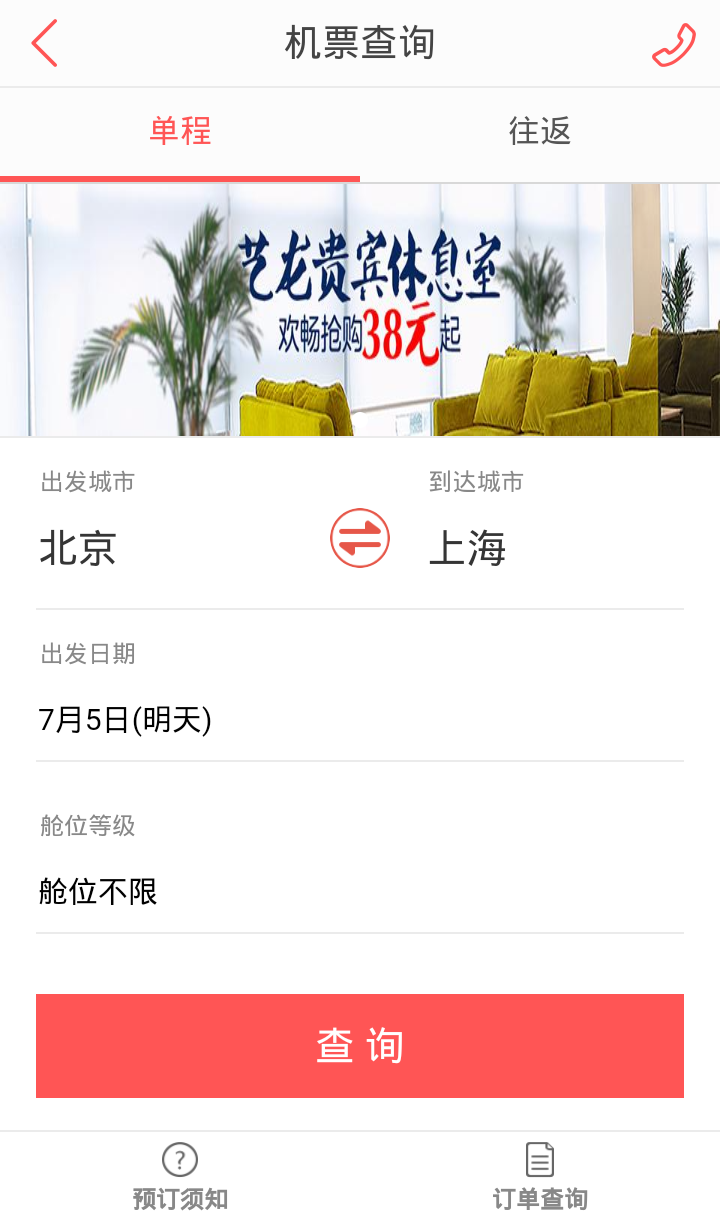 机票查询
单程
往返
艺龙贵宾休息室
欢畅抢购38元起
出发城市
到达城市
北京
上海
出发日期
7月5日(明天)
舱位等级
舱位不限
查 询
预订须知
订单查询